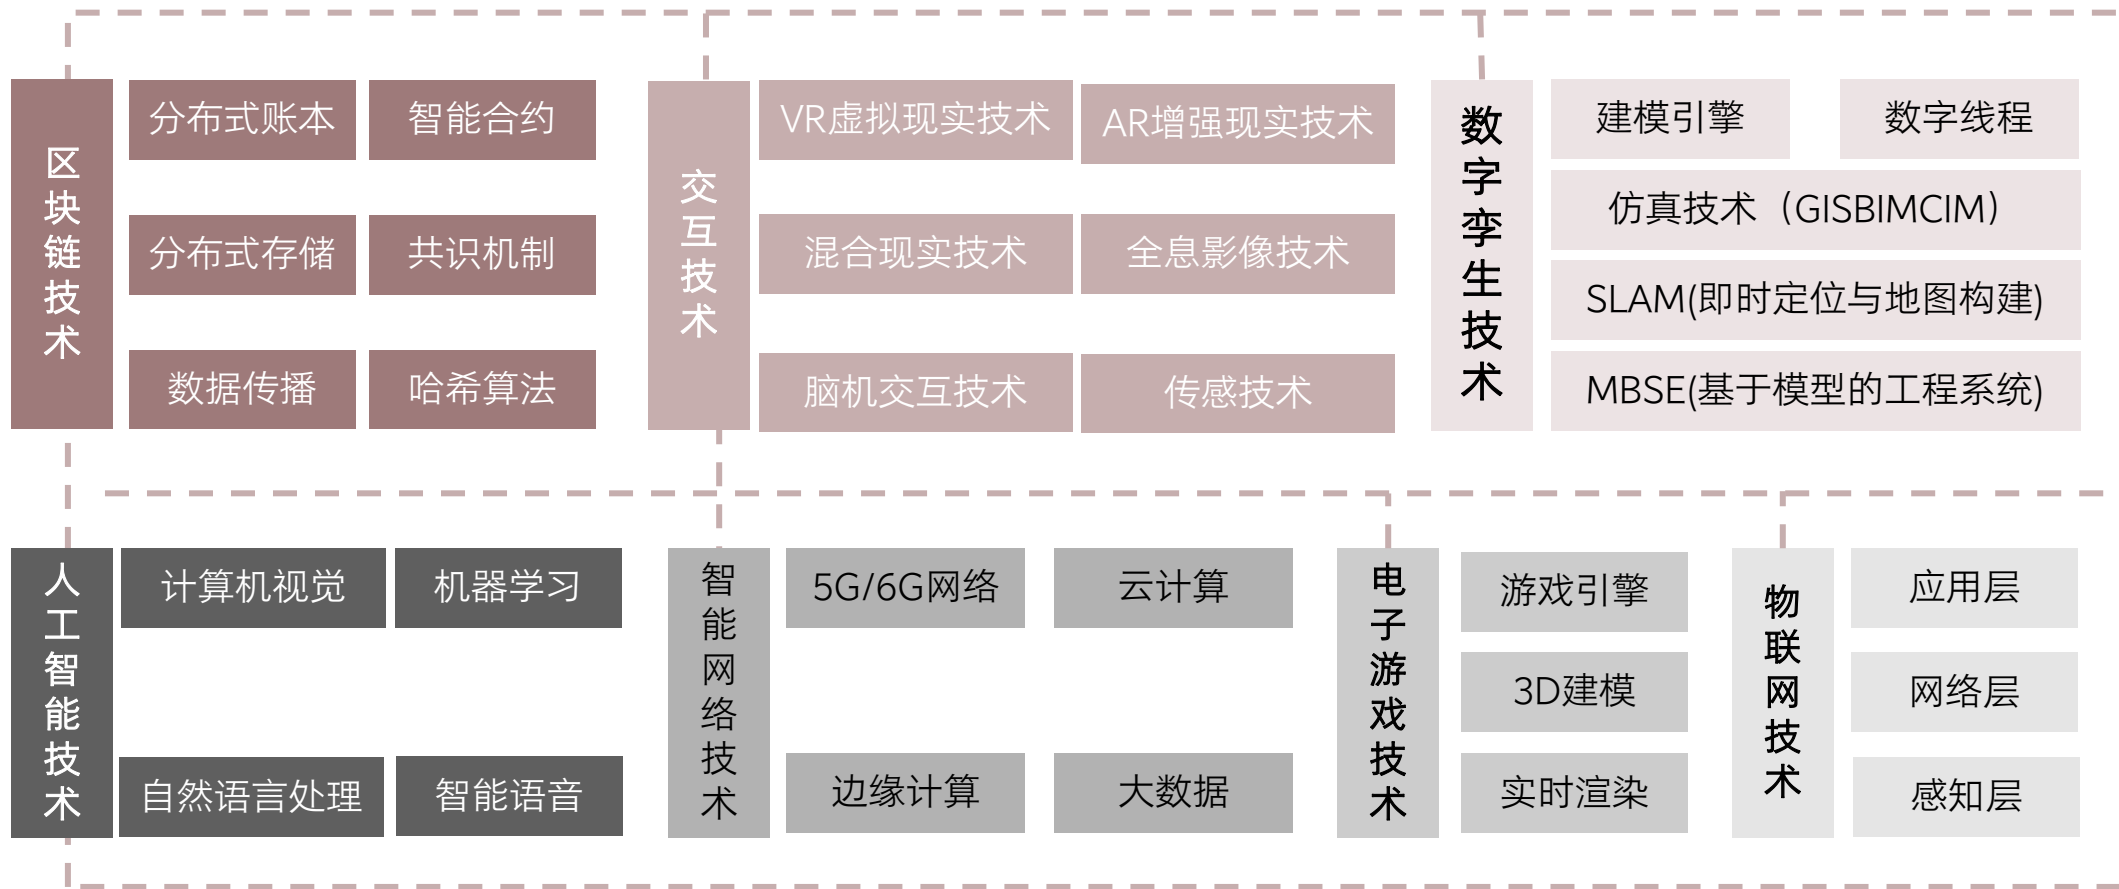 区块链技术
分布式账本
智能合约
分布式存储
共识机制
数据传播
哈希算法
交互技术
VR虚拟现实技术
AR增强现实技术
混合现实技术
全息影像技术
脑机交互技术
传感技术
数字孪生技术
建模引擎
数字线程
仿真技术（GISBIMCIM）
SLAM(即时定位与地图构建)
MBSE(基于模型的工程系统)
人工智能技术
计算机视觉
机器学习
自然语言处理
智能语音
智能网络技术
5G/6G网络
云计算
边缘计算
大数据
电子游戏技术
游戏引擎
3D建模
实时渲染
物联网技术
应用层
网络层
感知层